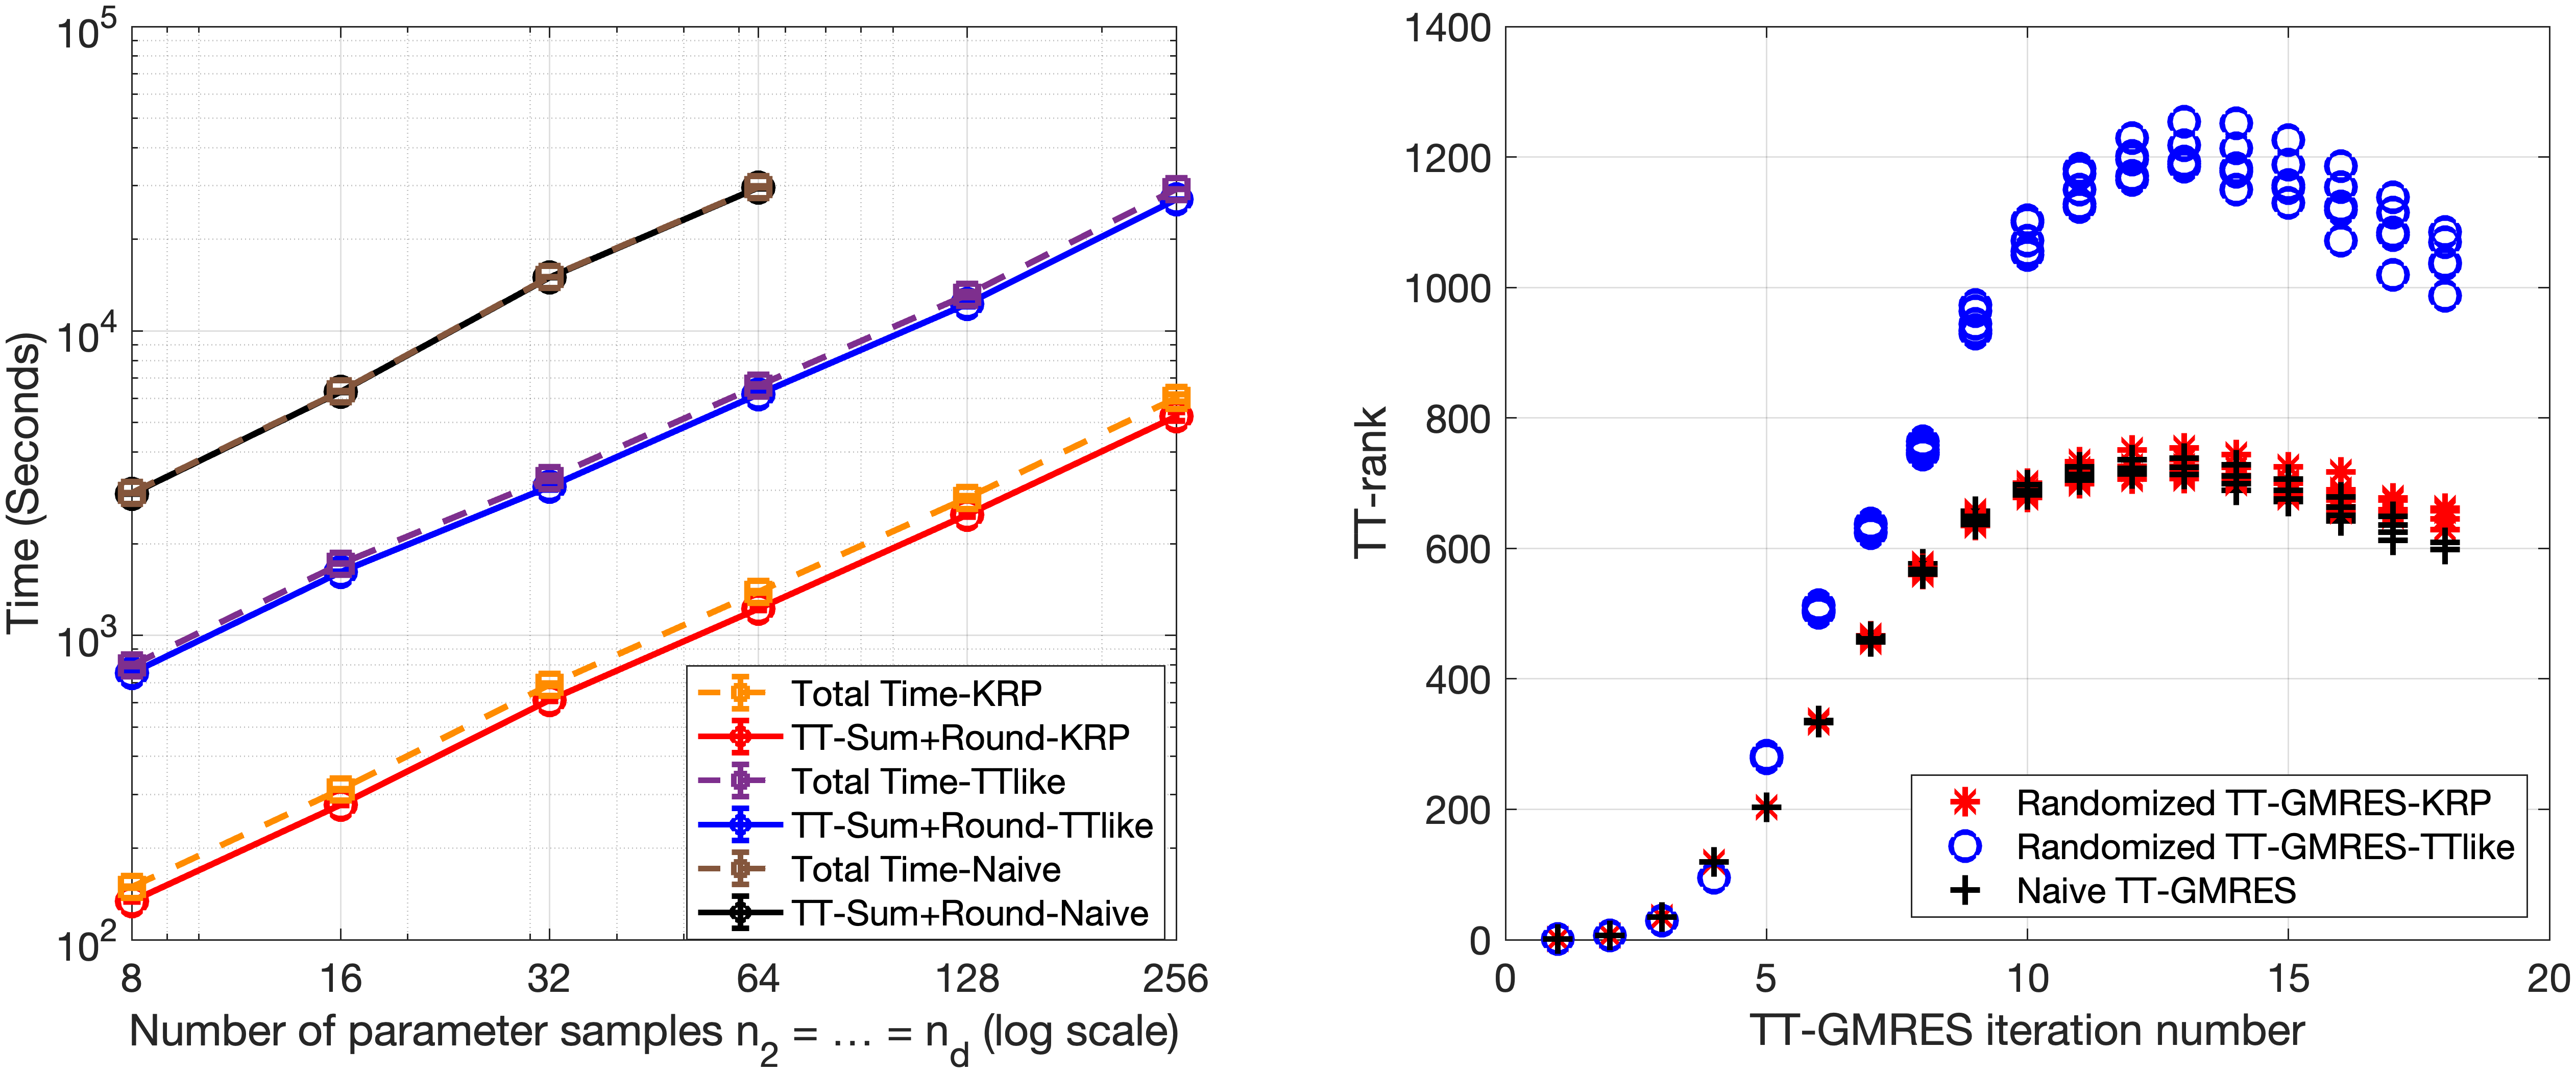 10^5
10^4
10^3
10^2
Time (Seconds)
8 16 32 64 128 256
Number of parameter samples n_2 = … = n_d (log scale)
Total Time-KRP
TT-Sum+Round-KRP
Total Time-TTlike
TT-Sum+Round-TTlike
Total Time-Naive
TT-Sum+Round-Naive
1400
1200
1000
800
600
400
200
0
TT-rank
0 5 10 15 20
TT-GMRES iteration number
Randomized TT-GMRES-KRP
Randomized TT-GMRES-TTlike
Naive TT-GMRES